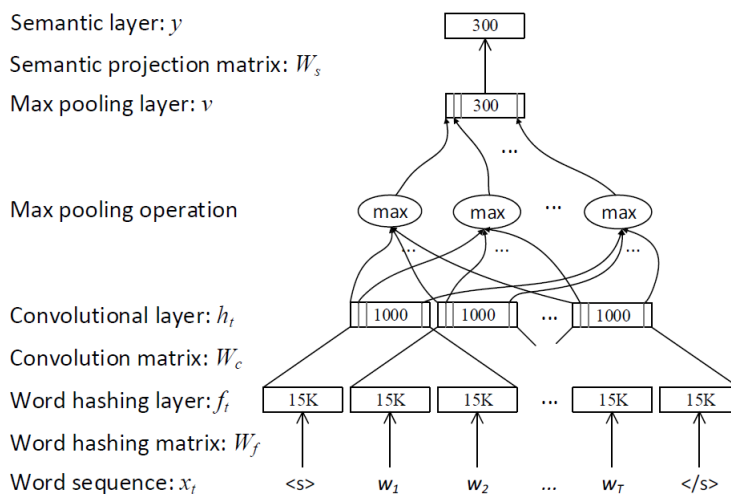 Semantic layer: y 300
Semantic projection matrix: Ws
Max pooling layer: v 300
...
Max pooling operation max max ... max
... ... ...
Convolutional layer: ht 1000 1000 ... 1000
Convolution matrix: Wc
Word hashing layer: ft 15K 15K 15K ... 15K 15K
Word hashing matrix: Wf
Word sequence: xt <s> w1 w2 ... wT </s>